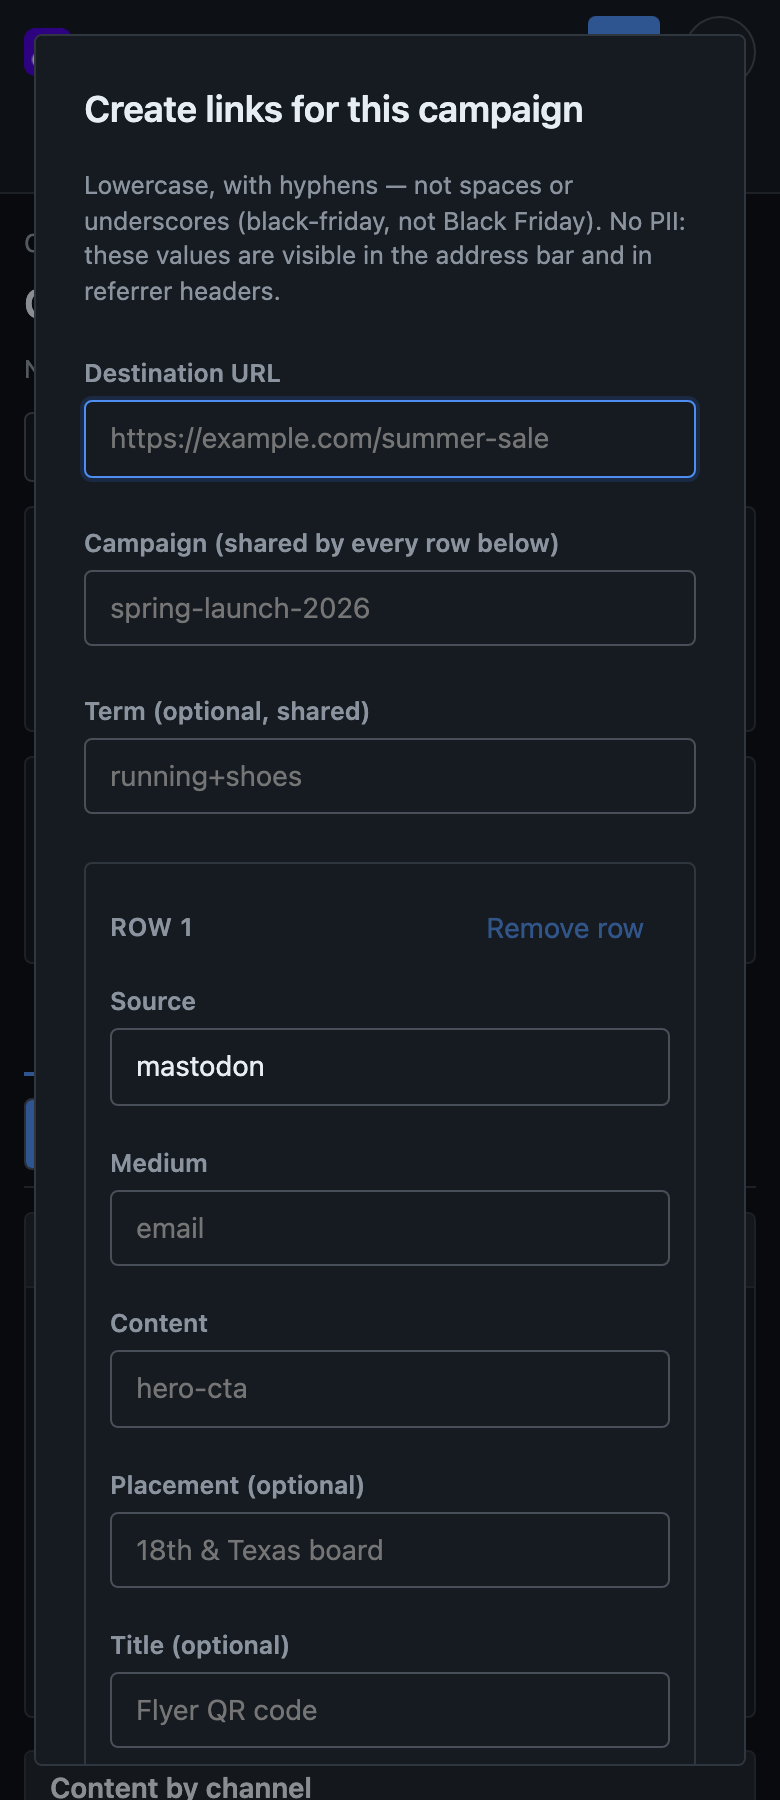 Create links for this campaign
Lowercase, with hyphens — not spaces or
underscores (black-friday, not Black Friday). No PII:
these values are visible in the address bar and in
referrer headers.
Destination URL
https://example.com/summer-sale
Campaign (shared by every row below)
spring-launch-2026
Term (optional, shared)
running+shoes
ROW 1
Remove row
Source
mastodon
Medium
email
Content
hero-cta
Placement (optional)
18th & Texas board
Title (optional)
Flyer QR code
Content by channel